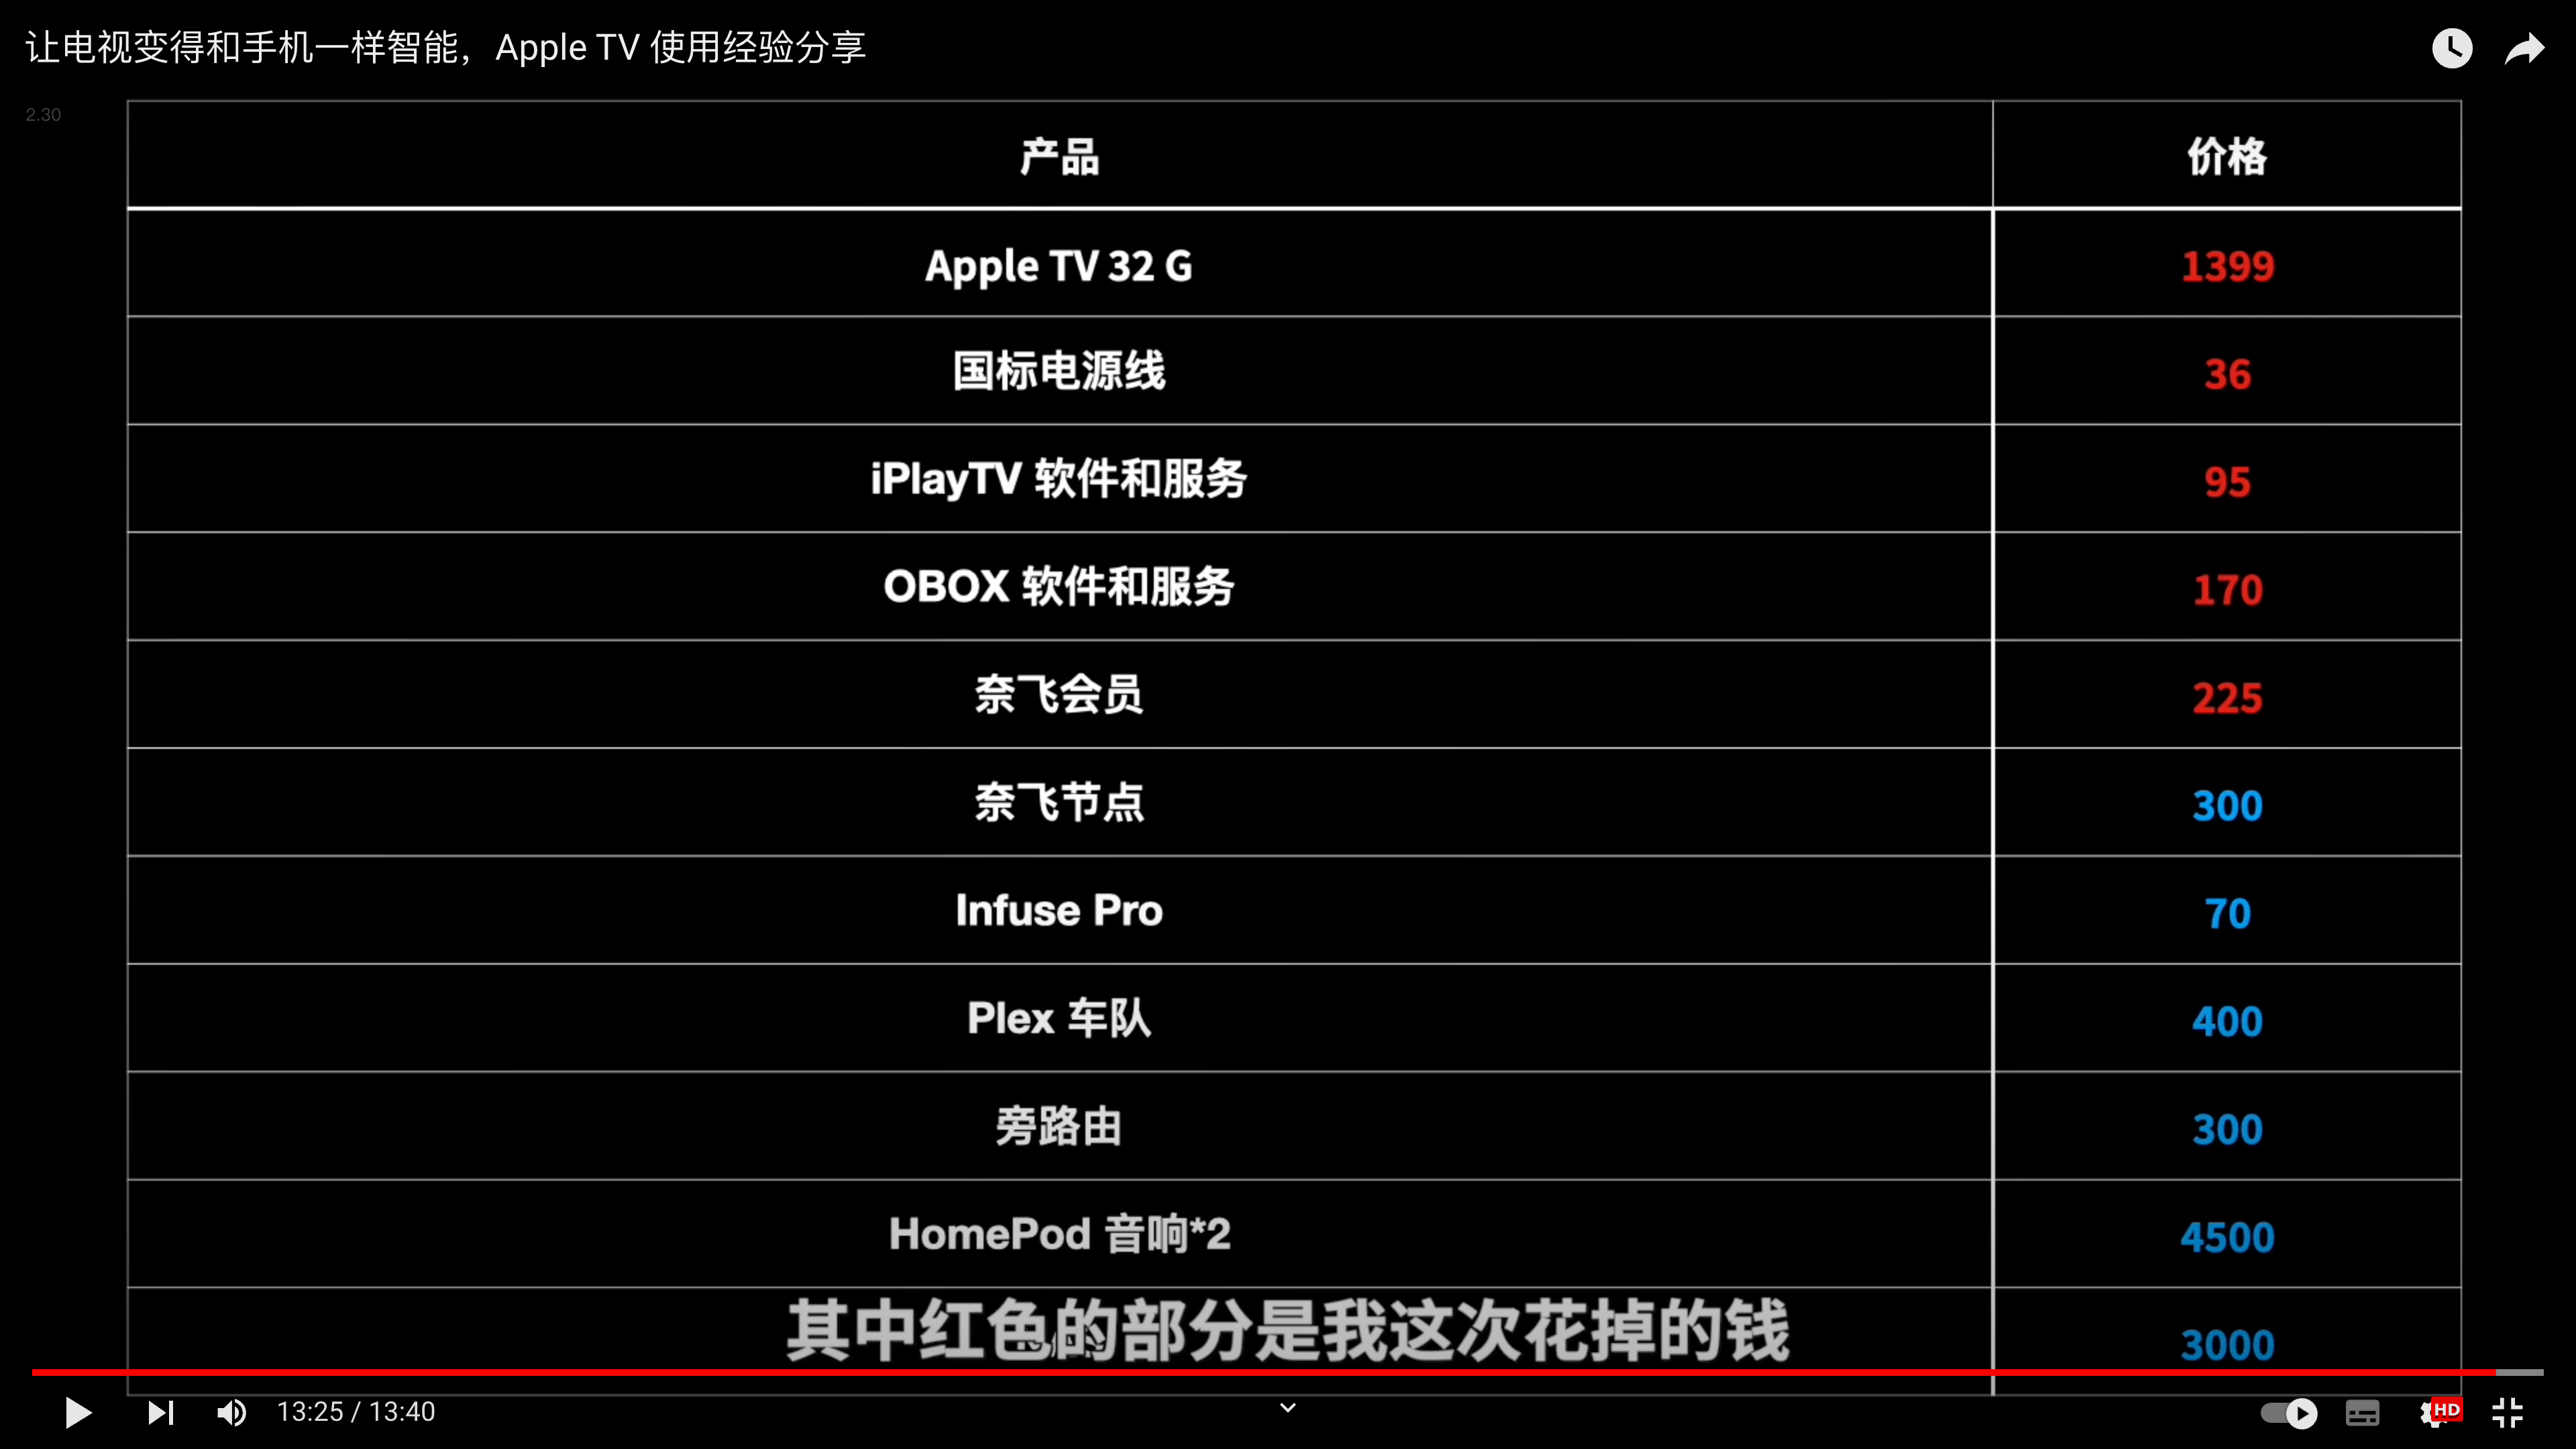 让电视变得和手机一样智能，Apple TV 使用经验分享
2.30
产品 价格
Apple TV 32 G 1399
国标电源线 36
iPlayTV 软件和服务 95
OBOX 软件和服务 170
奈飞会员 225
奈飞节点 300
Infuse Pro 70
Plex 车队 400
旁路由 300
HomePod 音响*2 4500
3000
其中红色的部分是我这次花掉的钱
13:25 / 13:40
HD